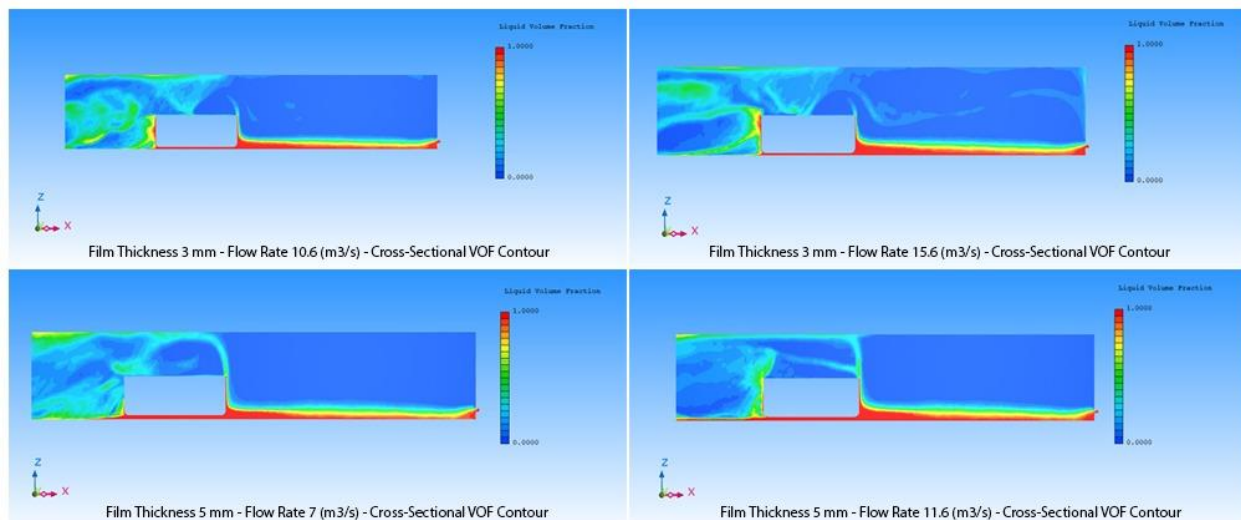 Liquid Volume Fraction
1.0000
0.0000
Z
X
Film Thickness 3 mm - Flow Rate 10.6 (m3/s) - Cross-Sectional VOF Contour
Liquid Volume Fraction
1.0000
0.0000
Z
X
Film Thickness 3 mm - Flow Rate 15.6 (m3/s) - Cross-Sectional VOF Contour
Liquid Volume Fraction
1.0000
0.0000
Z
X
Film Thickness 5 mm - Flow Rate 7 (m3/s) - Cross-Sectional VOF Contour
Liquid Volume Fraction
1.0000
0.0000
Z
X
Film Thickness 5 mm - Flow Rate 11.6 (m3/s) - Cross-Sectional VOF Contour